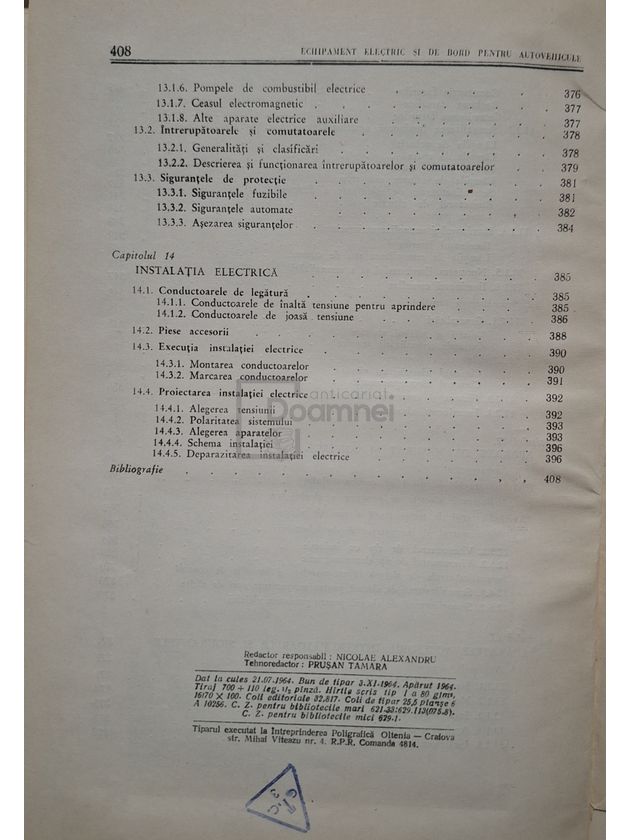 408 ECHIPAMENT ELECTRIC SI DE BORD PENTRU AUTOVEHICULE
13.1.6. Pompele de combustibil electrice . . . . . 376
13.1.7. Ceasul electromagnetic . . . . . . . 377
13.1.8. Alte aparate electrice auxiliare . . . . . 377
13.2. Intrerupătoarele și comutatoarele . . . . . . 378
13.2.1. Generalități și clasificări . . . . . . . 378
13.2.2. Descrierea și funcționarea întrerupătoarelor și comutatoarelor . . 379
13.3. Siguranțele de protecție . . . . . . . . 381
13.3.1. Siguranțele fuzibile . . . . . . . . 381
13.3.2. Siguranțele automate . . . . . . . . 382
13.3.3. Așezarea siguranțelor . . . . . . . . 384
Capitolul 14
INSTALAȚIA ELECTRICĂ . . . . . . . . 385
14.1. Conductoarele de legătură . . . . . . . . 385
14.1.1. Conductoarele de înaltă tensiune pentru aprindere . . . . 385
14.1.2. Conductoarele de joasă tensiune . . . . . . 386
14.2. Piese accesorii . . . . . . . . . . 388
14.3. Execuția instalației electrice . . . . . . . . 390
14.3.1. Montarea conductoarelor . . . . . . . 390
14.3.2. Marcarea conductoarelor . . . . . . . 391
14.4. Proiectarea instalației electrice . . . . . . . 392
14.4.1. Alegerea tensiunii . . . . . . . . 392
14.4.2. Polaritatea sistemului . . . . . . . . 393
14.4.3. Alegerea aparatelor . . . . . . . . 393
14.4.4. Schema instalației . . . . . . . . 396
14.4.5. Deparazitarea instalației electrice . . . . . . 396
Bibliografie . . . . . . . . . . . . 408
anticariat
Doamnei
Redactor responsabil : NICOLAE ALEXANDRU
Tehnoredactor : PRUȘAN TAMARA
Dat la cules 21.07.1964. Bun de tipar 3.XI.1964. Apărut 1964.
Tiraj 700 + 110 leg. 1/2 pînză. Hîrtie scris tip I a 80 g/m²,
16/70 × 100. Coli editoriale 32,817. Coli de tipar 25,5 planșe 6
A 10256. C. Z. pentru bibliotecile mari 621.33:629.113(075.8).
C. Z. pentru bibliotecile mici 629.1.
Tiparul executat la Intreprinderea Poligrafică Oltenia — Craiova
str. Mihai Viteazu nr. 4. R.P.R. Comanda 4814.